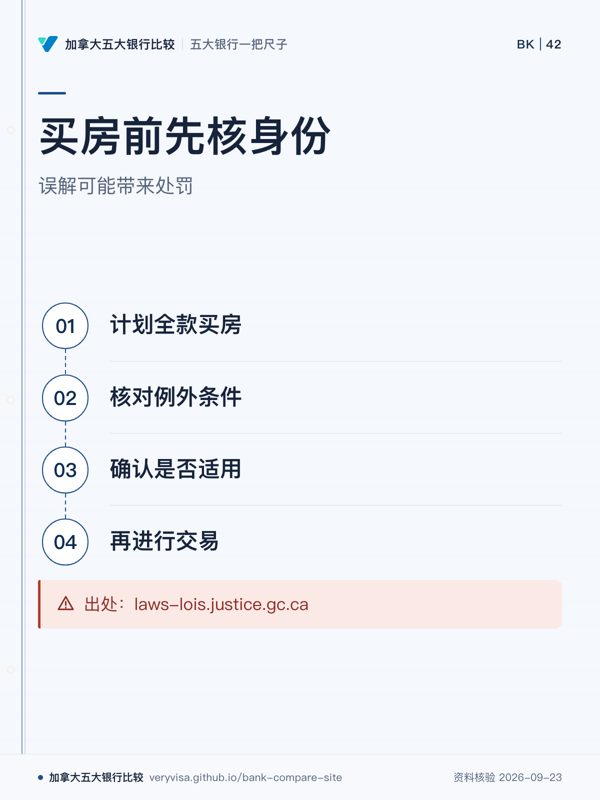 加拿大五大银行比较 | 五大银行一把尺子
BK | 42
买房前先核身份
误解可能带来处罚
01 计划全款买房
02 核对例外条件
03 确认是否适用
04 再进行交易
出处：laws-lois.justice.gc.ca
加拿大五大银行比较 veryvisa.github.io/bank-compare-site
资料核验 2026-09-23